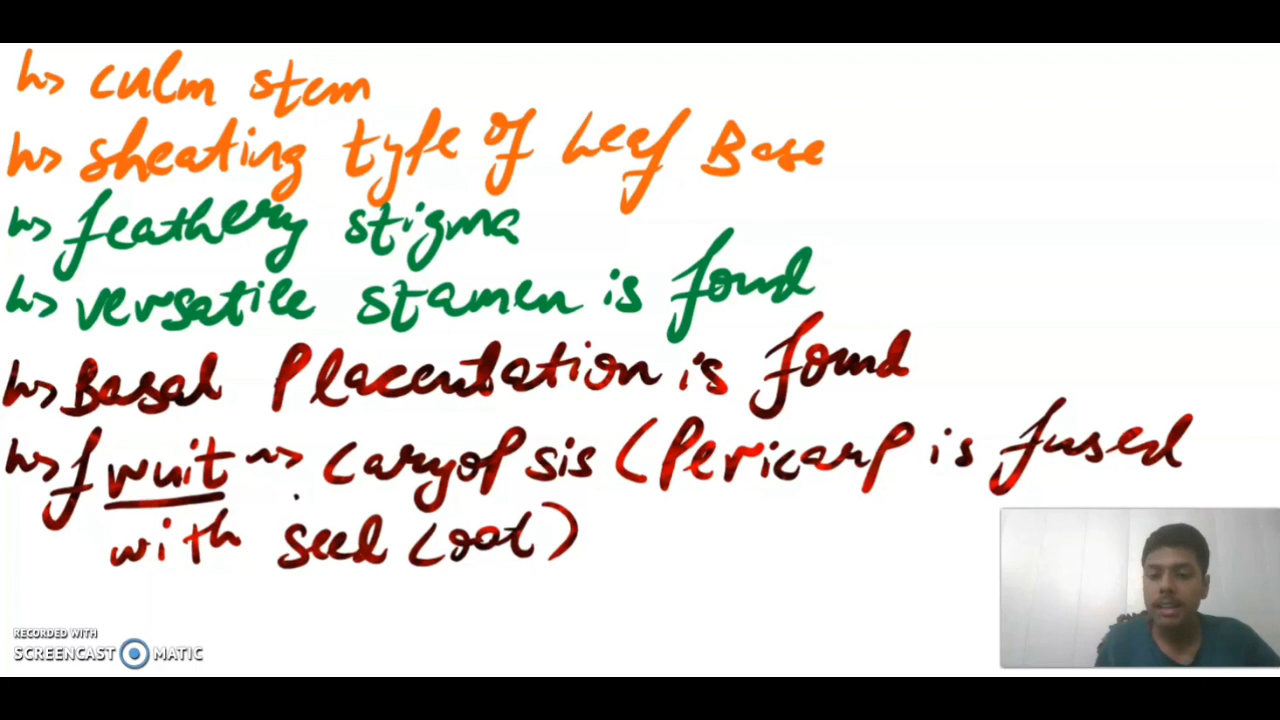 ↳ culm stem
↳ sheating type of Leaf Base
↳ feathery stigma
↳ versatile stamen is found
↳ Basal Placentation is found
↳ fruit ↝ Caryopsis (Pericarp is fused
with seed coat)
RECORDED WITH
SCREENCAST MATIC